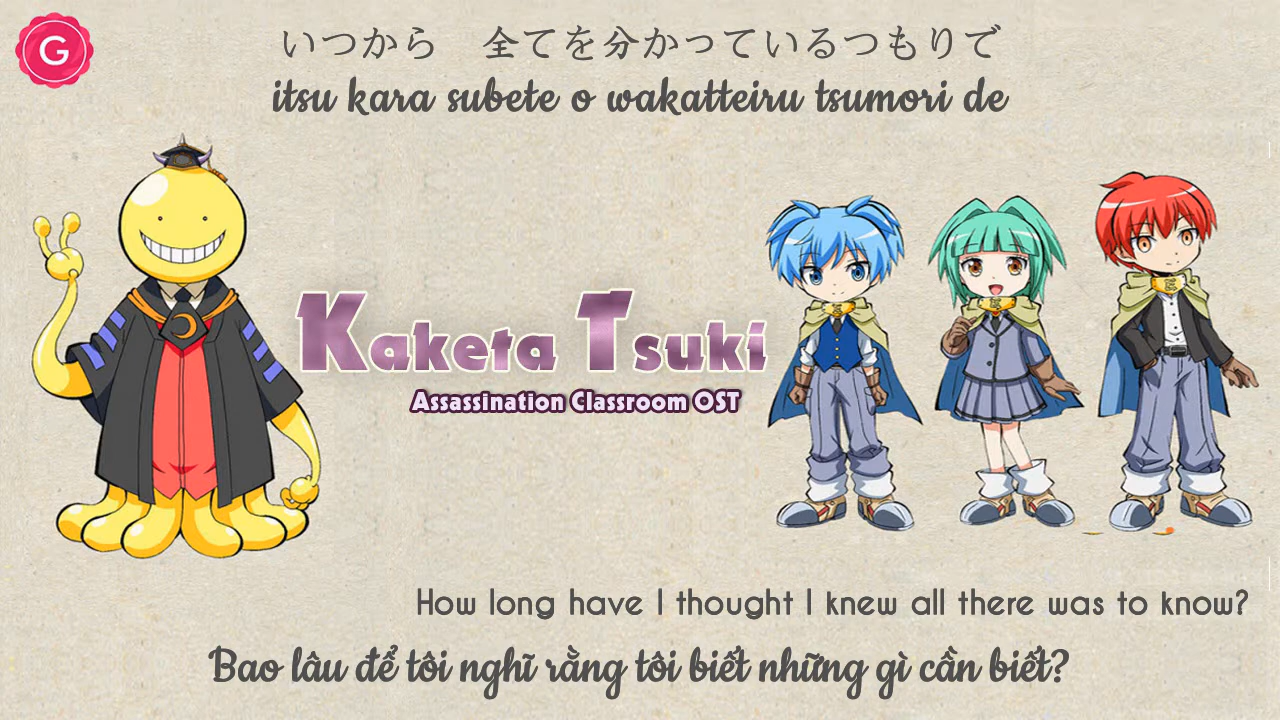 G
いつから　全てを分かっているつもりで
itsu kara subete o wakatteiru tsumori de
Kaketa Tsuki
Assassination Classroom OST
How long have I thought I knew all there was to know?
Bao lâu để tôi nghĩ rằng tôi biết những gì cần biết?